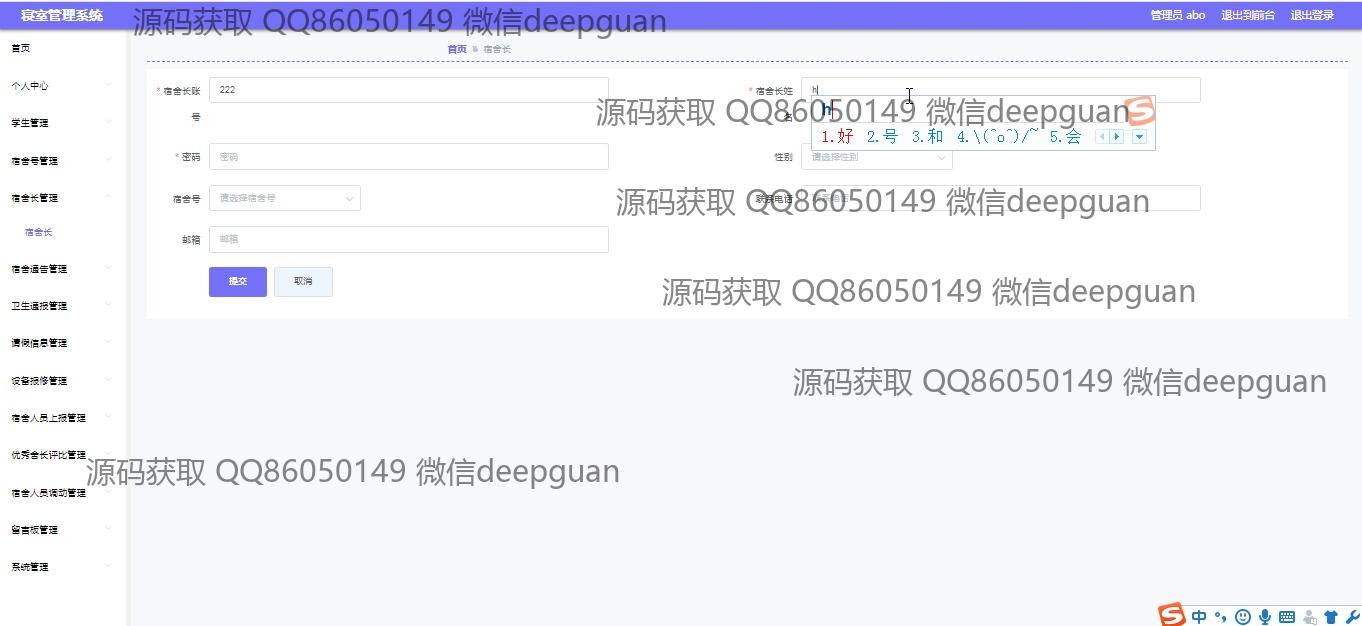 寝室管理系统
源码获取 QQ86050149 微信deepguan
管理员 abo 退出到前台 退出登录
首页
首页 宿舍长
个人中心
学生管理
宿舍号管理
宿舍长管理
宿舍长
宿舍通告管理
卫生通报管理
请假信息管理
设备报修管理
宿舍人员上报管理
优秀舍长评比管理
宿舍人员调动管理
留言板管理
系统管理
* 宿舍长账号 222
* 宿舍长姓名 h
源码获取 QQ86050149 微信deepguan
h
1.好 2.号 3.和 4.\(^o^)/~ 5.会
* 密码 密码
性别 请选择性别
宿舍号 请选择宿舍号
联系电话
源码获取 QQ86050149 微信deepguan
邮箱 邮箱
提交 取消
源码获取 QQ86050149 微信deepguan
源码获取 QQ86050149 微信deepguan
源码获取 QQ86050149 微信deepguan
中